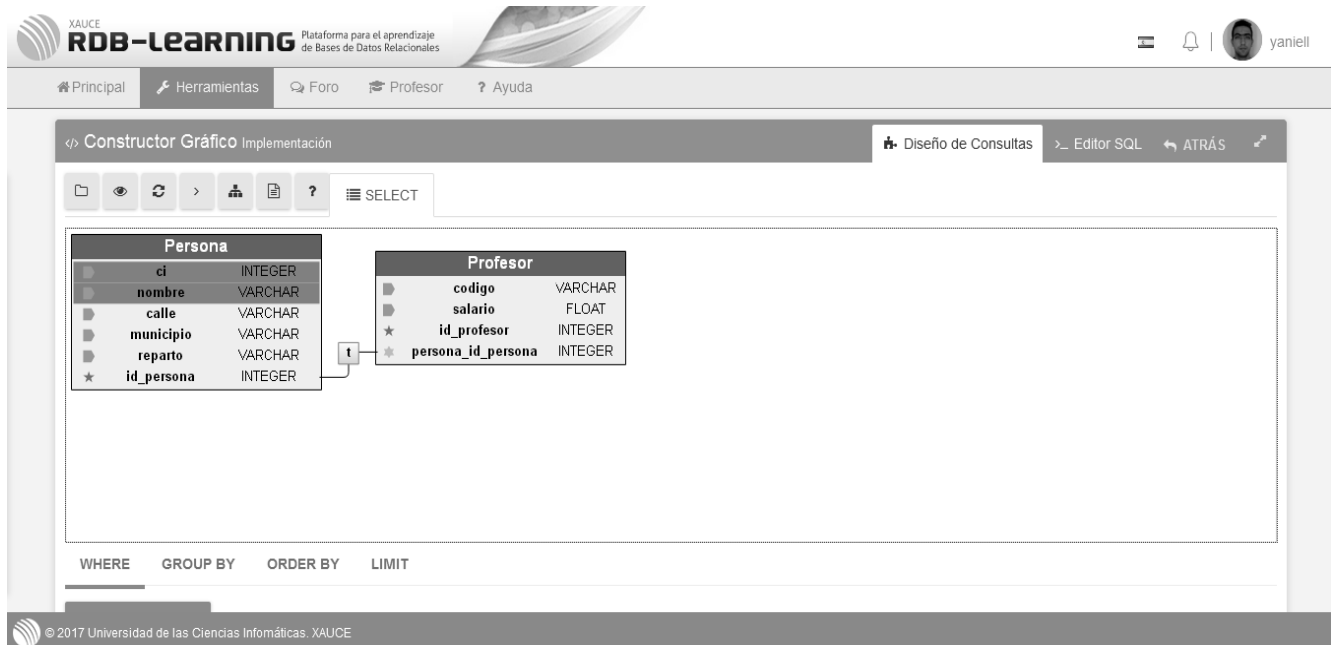 XAUCE
RDB-Learning Plataforma para el aprendizaje
de Bases de Datos Relacionales
yaniell
Principal Herramientas Foro Profesor ? Ayuda
</> Constructor Gráfico Implementación Diseño de Consultas >_ Editor SQL ATRÁS
> ? SELECT
Persona
ci INTEGER
nombre VARCHAR
calle VARCHAR
municipio VARCHAR
reparto VARCHAR
id_persona INTEGER
t
Profesor
codigo VARCHAR
salario FLOAT
id_profesor INTEGER
persona_id_persona INTEGER
WHERE GROUP BY ORDER BY LIMIT
© 2017 Universidad de las Ciencias Infomáticas. XAUCE